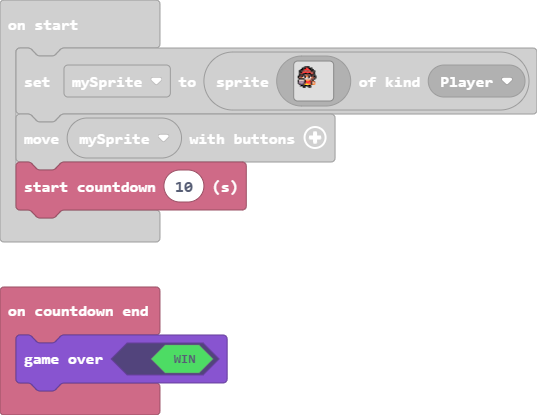 on start
set mySprite to sprite of kind Player
move mySprite with buttons
start countdown 10 (s)
on countdown end
game over WIN